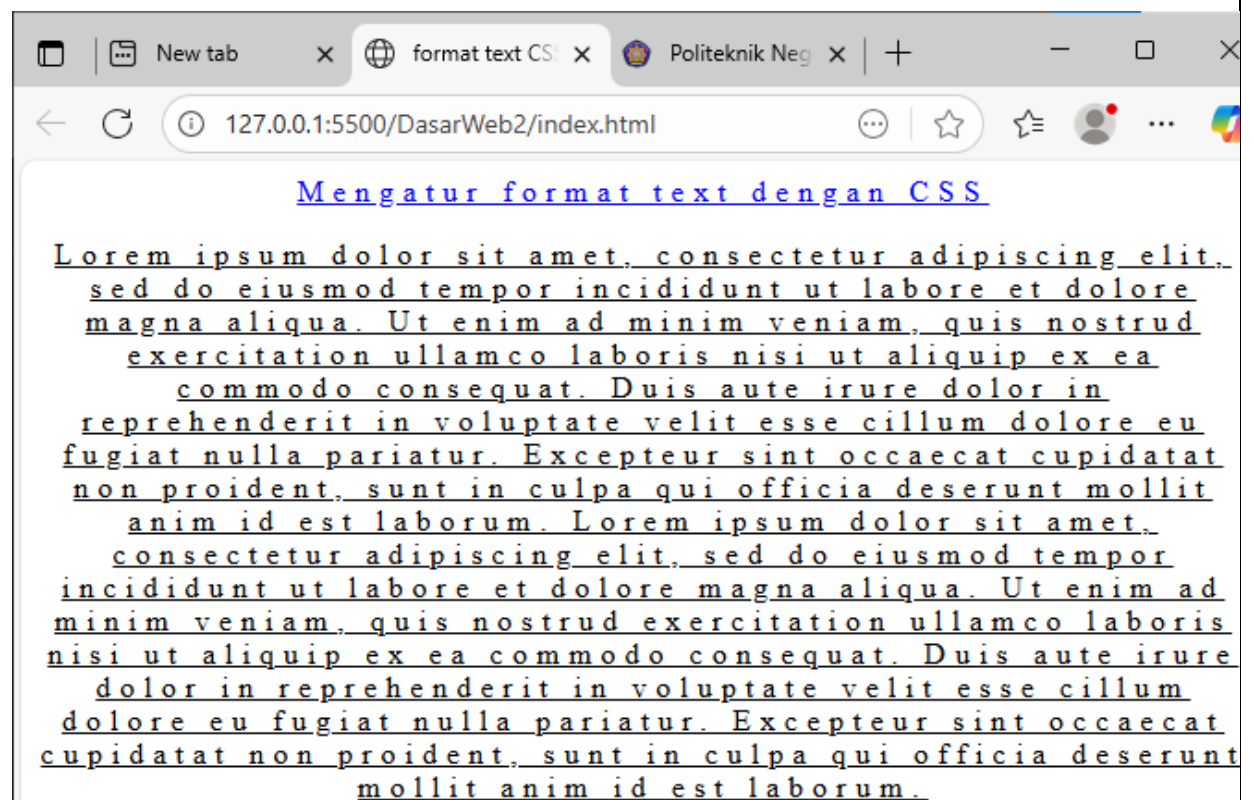 New tab
format text CS
Politeknik Neg
127.0.0.1:5500/DasarWeb2/index.html
Mengatur format text dengan CSS
Lorem ipsum dolor sit amet, consectetur adipiscing elit,
sed do eiusmod tempor incididunt ut labore et dolore
magna aliqua. Ut enim ad minim veniam, quis nostrud
exercitation ullamco laboris nisi ut aliquip ex ea
commodo consequat. Duis aute irure dolor in
reprehenderit in voluptate velit esse cillum dolore eu
fugiat nulla pariatur. Excepteur sint occaecat cupidatat
non proident, sunt in culpa qui officia deserunt mollit
anim id est laborum. Lorem ipsum dolor sit amet,
consectetur adipiscing elit, sed do eiusmod tempor
incididunt ut labore et dolore magna aliqua. Ut enim ad
minim veniam, quis nostrud exercitation ullamco laboris
nisi ut aliquip ex ea commodo consequat. Duis aute irure
dolor in reprehenderit in voluptate velit esse cillum
dolore eu fugiat nulla pariatur. Excepteur sint occaecat
cupidatat non proident, sunt in culpa qui officia deserunt
mollit anim id est laborum.